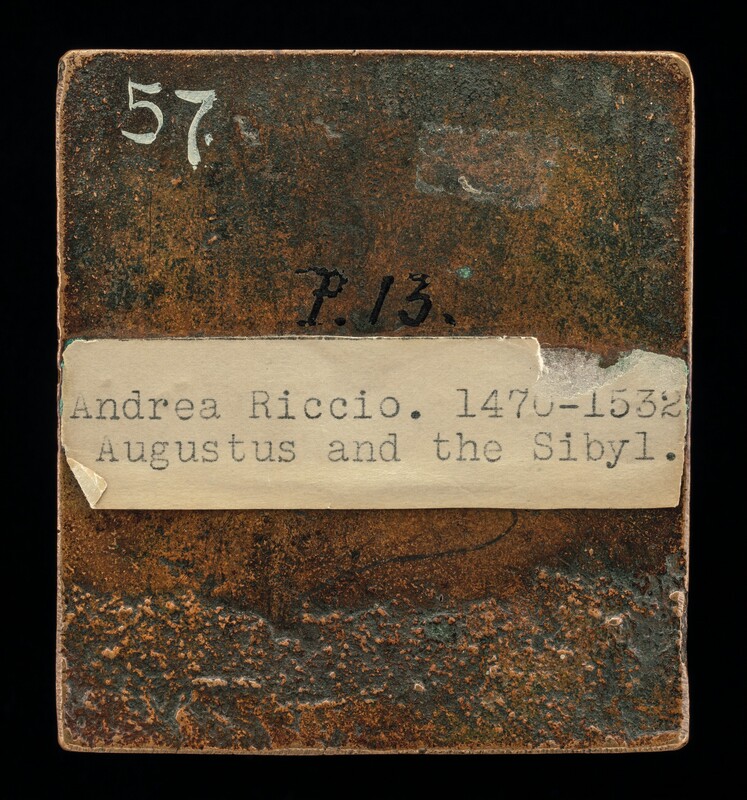 57.
P.13.
Andrea Riccio. 1470-1532
Augustus and the Sibyl.